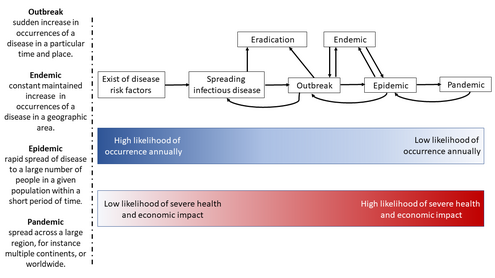 Outbreak
sudden increase in
occurrences of a
disease in a particular
time and place.
Endemic
constant maintained
increase in
occurrences of a
disease in a geographic
area.
Epidemic
rapid spread of disease
to a large number of
people in a given
population within a
short period of time.
Pandemic
spread across a large
region, for instance
multiple continents, or
worldwide.
Eradication
Endemic
Exist of disease
risk factors
Spreading
infectious disease
Outbreak
Epidemic
Pandemic
High likelihood of
occurrence annually
Low likelihood of
occurrence annually
Low likelihood of severe health
and economic impact
High likelihood of severe health
and economic impact